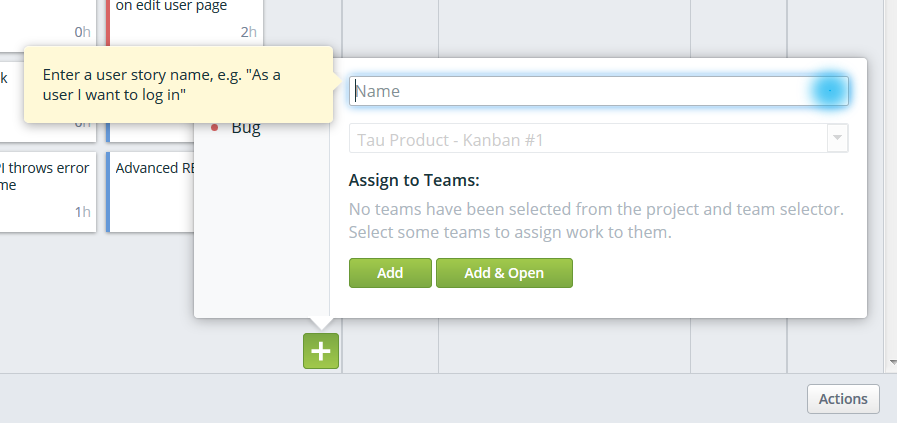 on edit user page
0h
2h
k
Enter a user story name, e.g. "As a
user I want to log in"
Name
0h
Bug
Tau Product - Kanban #1
I throws error
me
1h
Advanced RE
Assign to Teams:
No teams have been selected from the project and team selector.
Select some teams to assign work to them.
Add
Add & Open
+
Actions